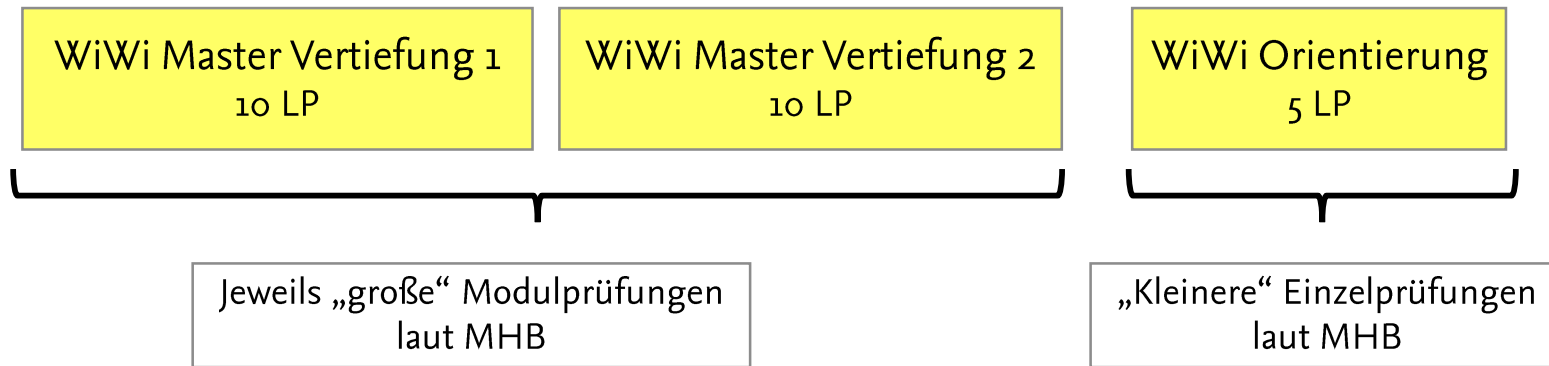 WiWi Master Vertiefung 1
10 LP
WiWi Master Vertiefung 2
10 LP
WiWi Orientierung
5 LP
Jeweils „große“ Modulprüfungen
laut MHB
„Kleinere“ Einzelprüfungen
laut MHB